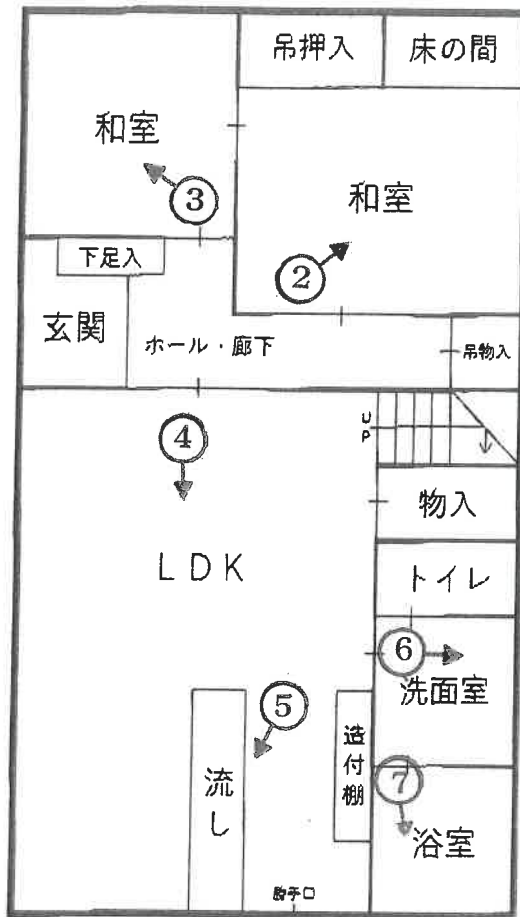 吊押入
床の間
和室
和室
③
②
下足入
玄関
ホール・廊下
吊物入
④
UP
物入
LDK
トイレ
⑥
洗面室
⑤
造付棚
流し
⑦
浴室
勝手口